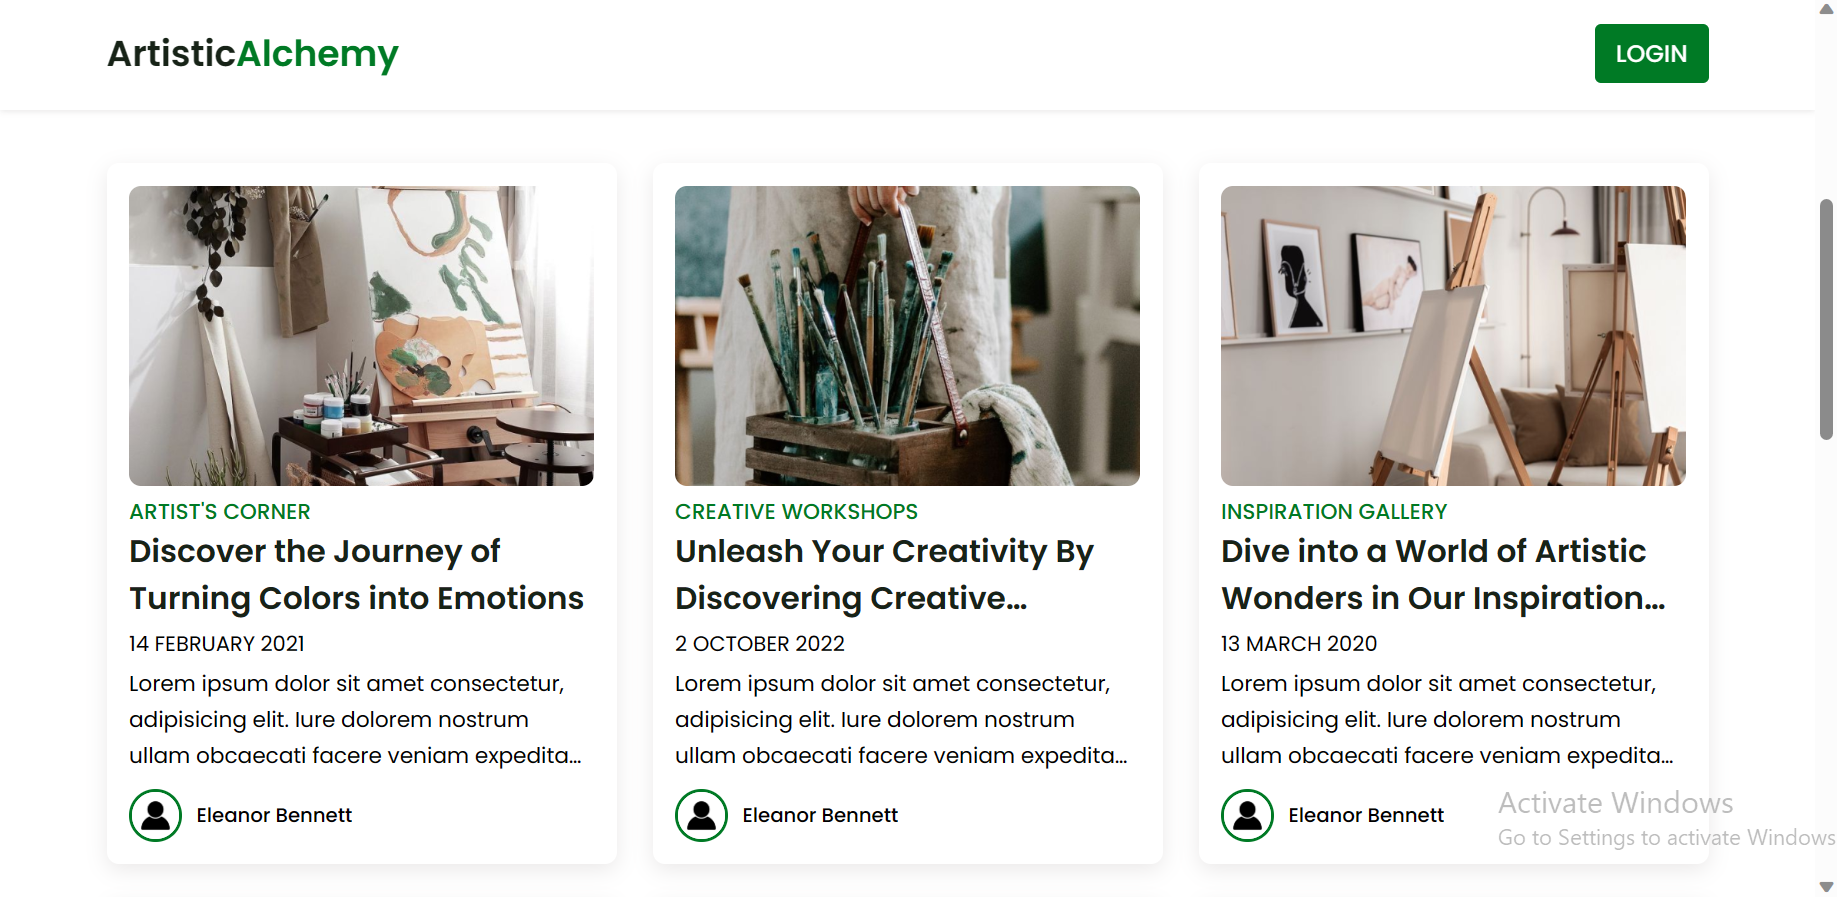 ArtisticAlchemy
LOGIN
ARTIST'S CORNER
Discover the Journey of
Turning Colors into Emotions
14 FEBRUARY 2021
Lorem ipsum dolor sit amet consectetur,
adipisicing elit. Iure dolorem nostrum
ullam obcaecati facere veniam expedita...
Eleanor Bennett
CREATIVE WORKSHOPS
Unleash Your Creativity By
Discovering Creative...
2 OCTOBER 2022
Lorem ipsum dolor sit amet consectetur,
adipisicing elit. Iure dolorem nostrum
ullam obcaecati facere veniam expedita...
Eleanor Bennett
INSPIRATION GALLERY
Dive into a World of Artistic
Wonders in Our Inspiration...
13 MARCH 2020
Lorem ipsum dolor sit amet consectetur,
adipisicing elit. Iure dolorem nostrum
ullam obcaecati facere veniam expedita...
Eleanor Bennett
Activate Windows
Go to Settings to activate Windows